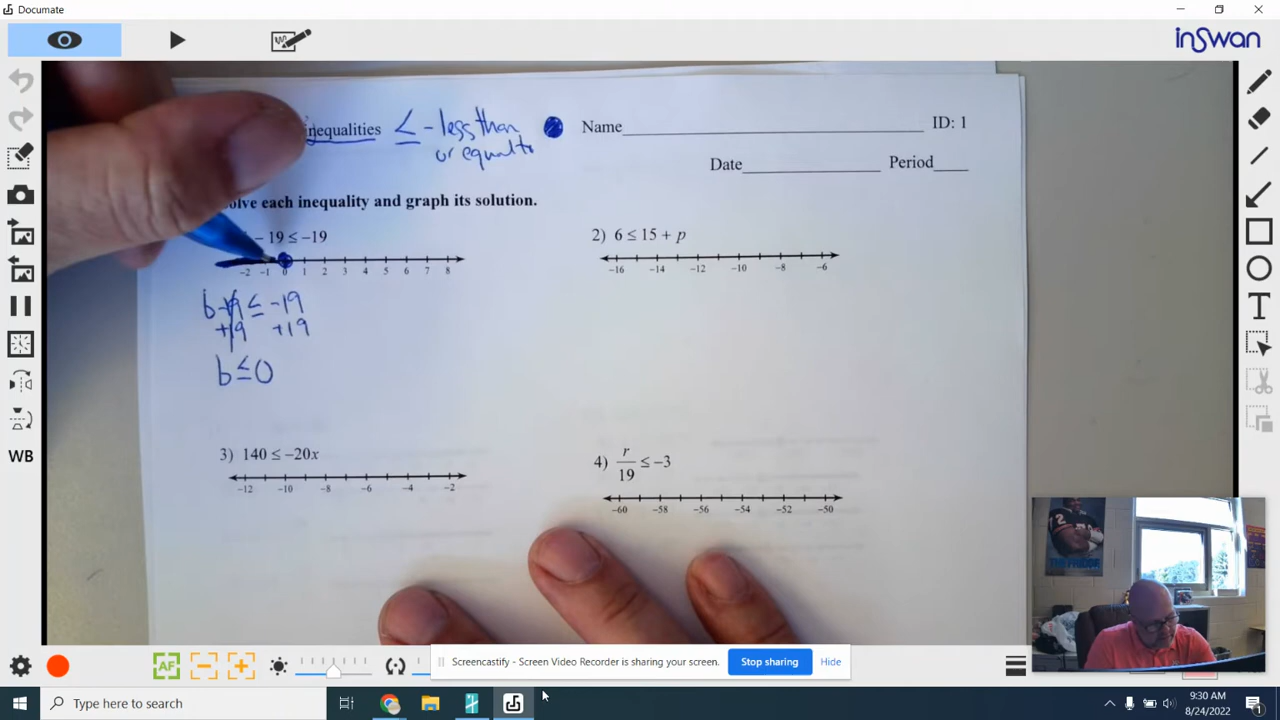 Documate
inSwan
inequalities ≤ - less than
or equal to
Name
ID: 1
Date Period
olve each inequality and graph its solution.
– 19 ≤ –19
–2 –1 0 1 2 3 4 5 6 7 8
b - 19 ≤ -19
+19 +19
b ≤ 0
2) 6 ≤ 15 + p
–16 –14 –12 –10 –8 –6
3) 140 ≤ –20x
–12 –10 –8 –6 –4 –2
4) r/19 ≤ –3
–60 –58 –56 –54 –52 –50
WB
AF
Screencastify - Screen Video Recorder is sharing your screen.
Stop sharing
Hide
Type here to search
9:30 AM
8/24/2022
1